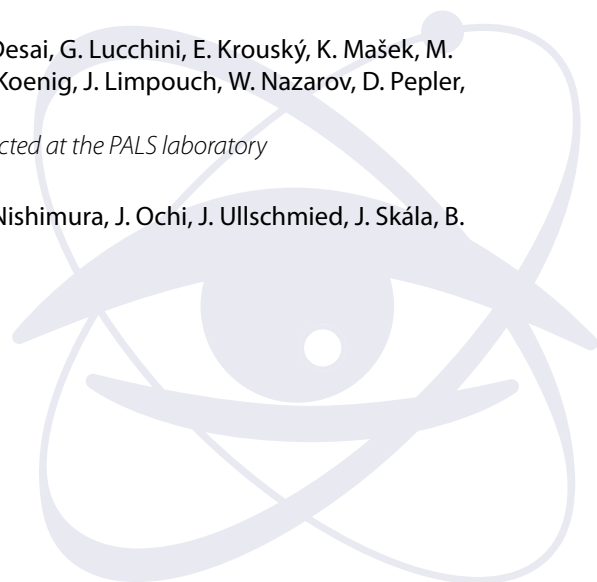 Desai, G. Lucchini, E. Krouský, K. Mašek, M.
Koenig, J. Limpouch, W. Nazarov, D. Pepler,
cted at the PALS laboratory
Nishimura, J. Ochi, J. Ullschmied, J. Skála, B.